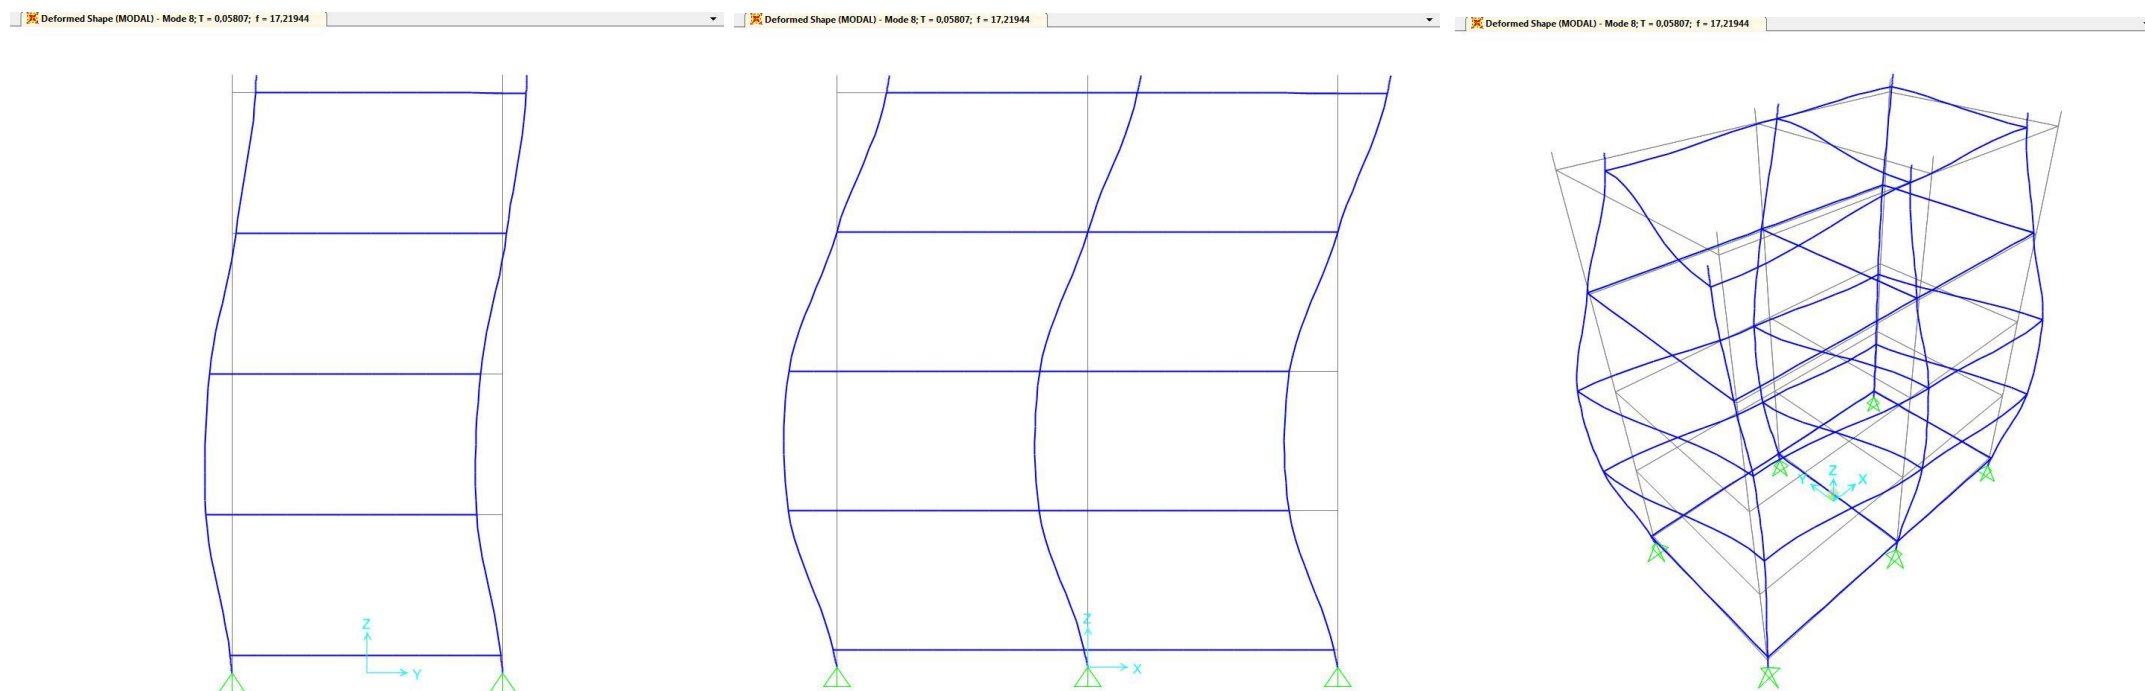 Deformed Shape (MODAL) - Mode 8; T = 0,05807; f = 17,21944
Z
Y
Deformed Shape (MODAL) - Mode 8; T = 0,05807; f = 17,21944
Z
X
Deformed Shape (MODAL) - Mode 8; T = 0,05807; f = 17,21944
Z
Y
X